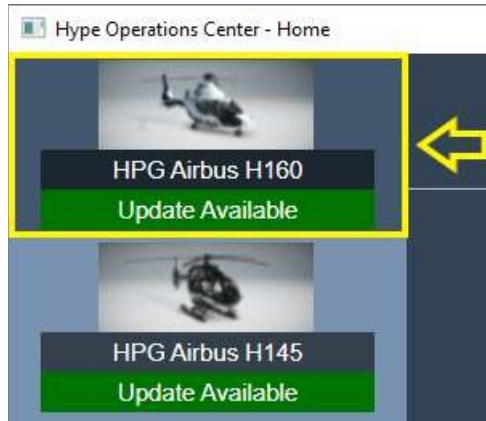 Hype Operations Center - Home
HPG Airbus H160
Update Available
HPG Airbus H145
Update Available